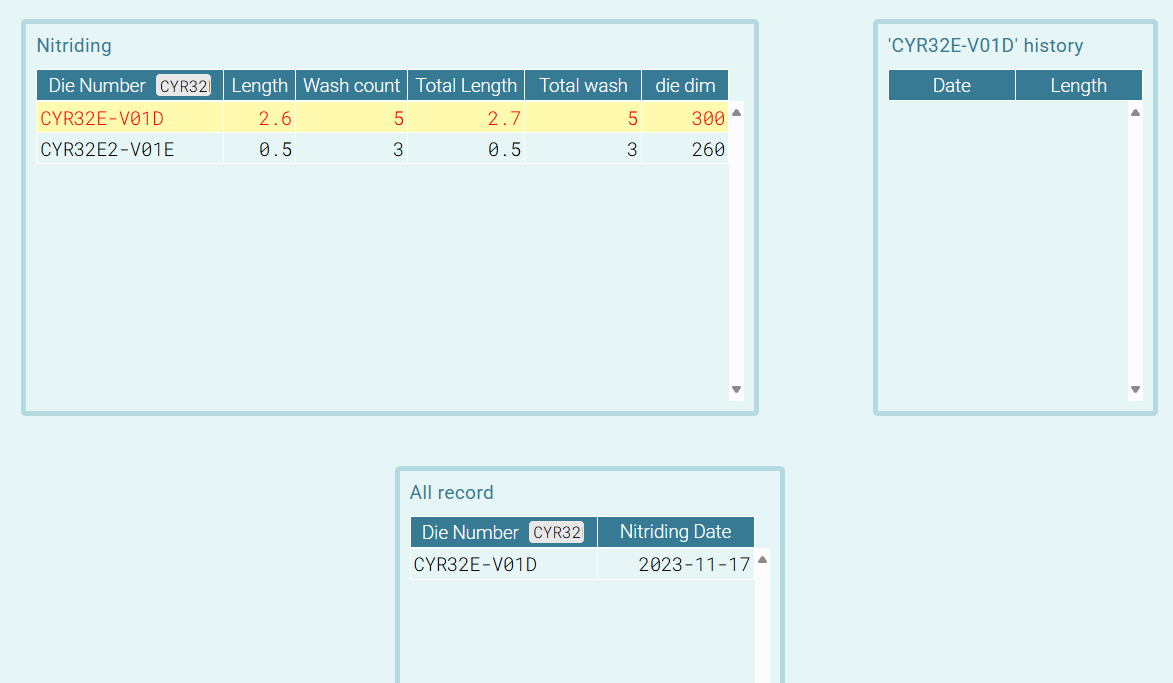 Nitriding
Die Number CYR32 Length Wash count Total Length Total wash die dim
CYR32E-V01D 2.6 5 2.7 5 300
CYR32E2-V01E 0.5 3 0.5 3 260
'CYR32E-V01D' history
Date Length
All record
Die Number CYR32 Nitriding Date
CYR32E-V01D 2023-11-17